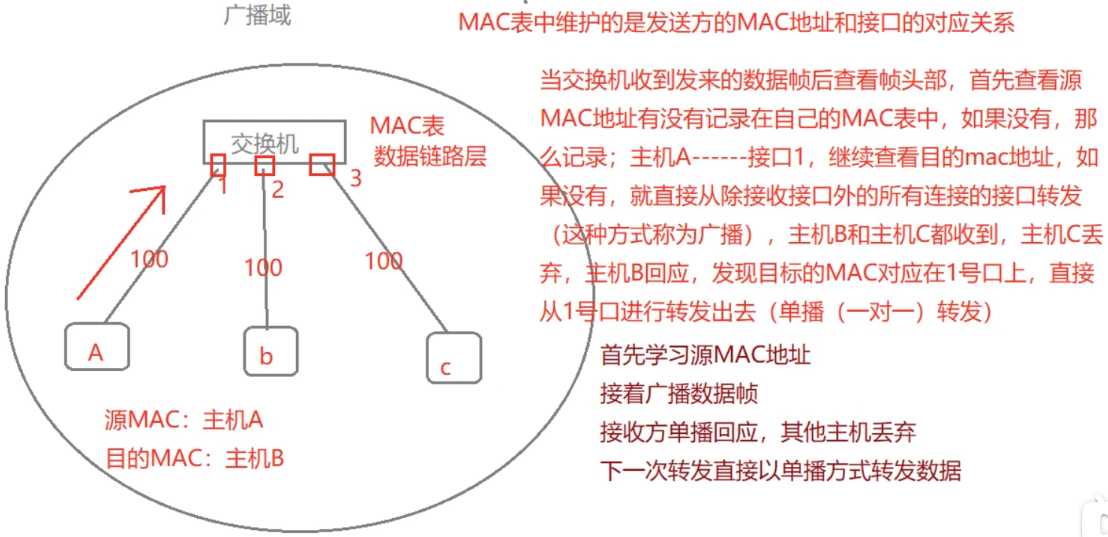 广播域
MAC表中维护的是发送方的MAC地址和接口的对应关系
当交换机收到发来的数据帧后查看帧头部，首先查看源
MAC地址有没有记录在自己的MAC表中，如果没有，那
么记录；主机A------接口1，继续查看目的mac地址，如
果没有，就直接从除接收接口外的所有连接的接口转发
（这种方式称为广播），主机B和主机C都收到，主机C丢
弃，主机B回应，发现目标的MAC对应在1号口上，直接
从1号口进行转发出去（单播（一对一）转发）
首先学习源MAC地址
接着广播数据帧
接收方单播回应，其他主机丢弃
下一次转发直接以单播方式转发数据
交换机
MAC表
数据链路层
1
2
3
100
100
100
A
b
c
源MAC：主机A
目的MAC：主机B